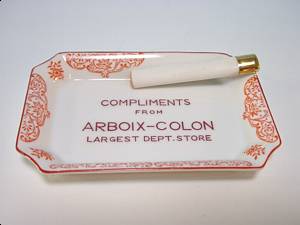 COMPLIMENTS
FROM
ARBOIX-COLON
LARGEST DEPT. STORE